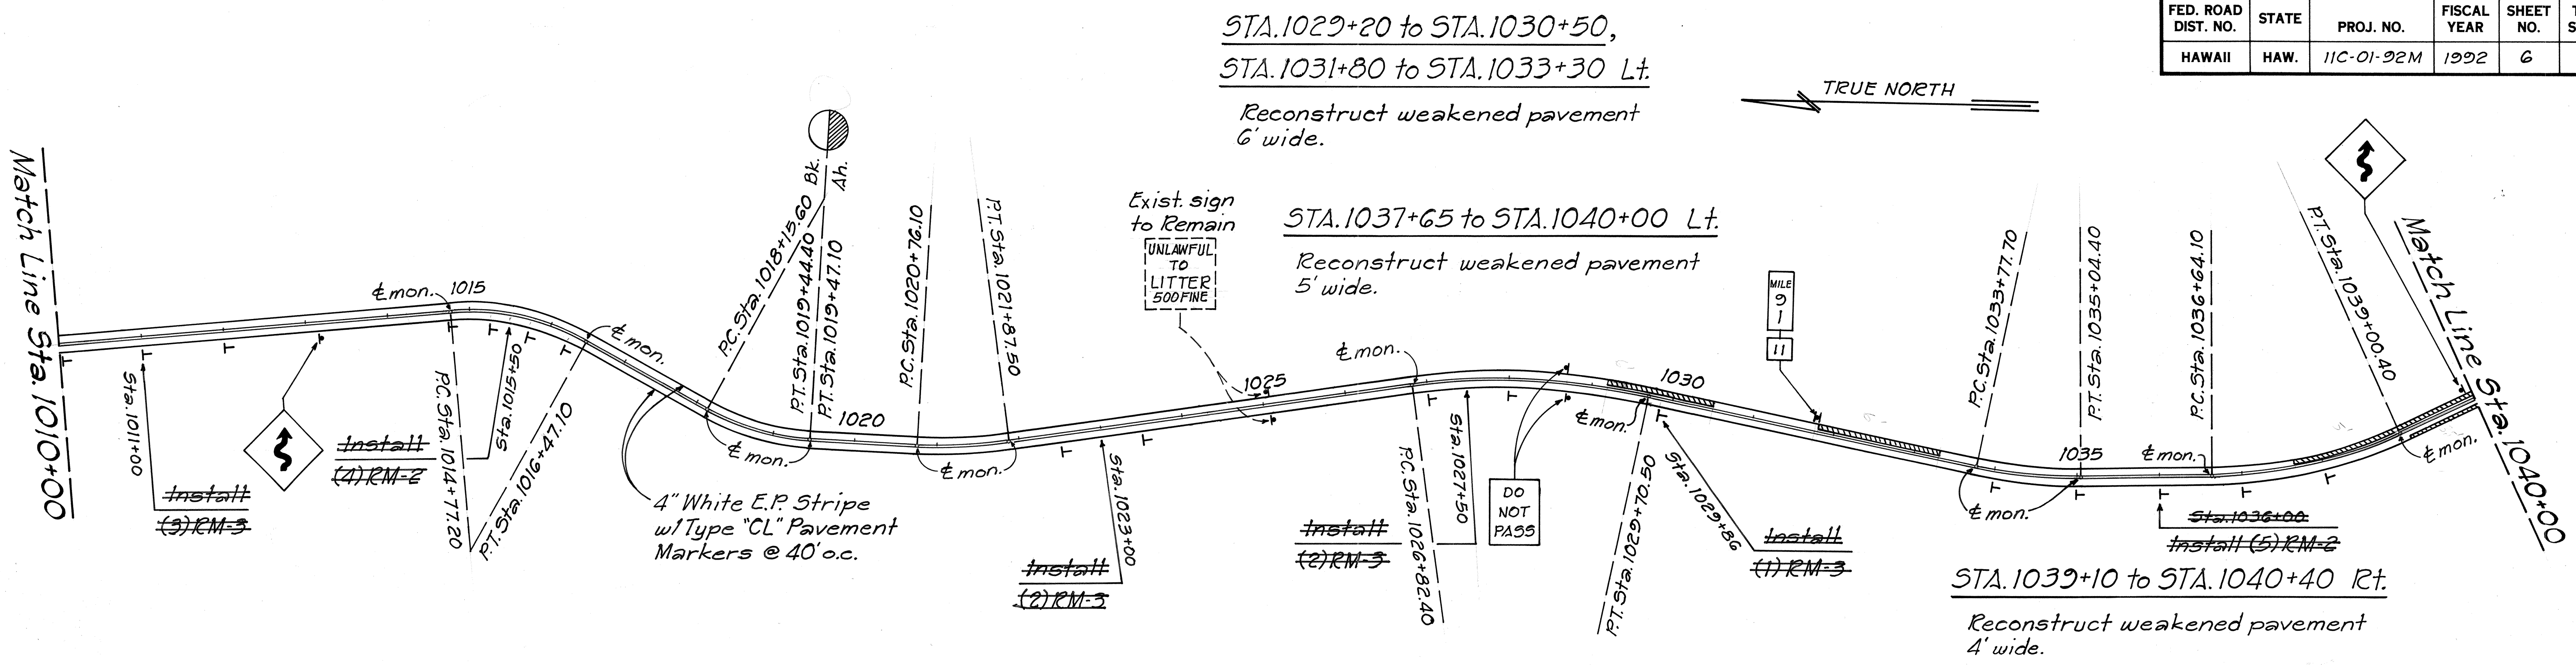 STA.1029+20 to STA.1030+50,
STA.1031+80 to STA.1033+30 Lt.
Reconstruct weakened pavement
6' wide.
TRUE NORTH
FED. ROAD DIST. NO.
STATE
PROJ. NO.
FISCAL YEAR
SHEET NO.
HAWAII
HAW.
11C-01-92M
1992
6
STA.1037+65 to STA.1040+00 Lt.
Reconstruct weakened pavement
5' wide.
Exist. sign
to Remain
UNLAWFUL
TO
LITTER
500 FINE
Match Line Sta. 1010+00
Sta.1011+00
Install
(3) RM-3
℄ mon.
1015
Install
(4) RM-2
P.C. Sta. 1014+77.20
Sta.1015+50
P.T. Sta. 1016+47.10
℄ mon.
4" White E.P. Stripe
w/ Type "CL" Pavement
Markers @ 40' o.c.
P.C. Sta. 1018+15.60
Bk.
Ah.
P.T. Sta. 1019+44.40
P.T. Sta. 1019+47.10
℄ mon.
1020
P.C. Sta. 1020+76.10
P.T. Sta. 1021+87.50
℄ mon.
Sta. 1023+00
Install
(2) RM-3
1025
℄ mon.
P.C. Sta. 1026+82.40
Sta. 1027+50
Install
(2) RM-3
DO
NOT
PASS
℄ mon.
1030
P.T. Sta. 1029+70.50
Sta. 1029+86
Install
(1) RM-3
MILE
9
1
11
P.C. Sta. 1033+77.70
P.T. Sta. 1035+04.40
P.C. Sta. 1036+64.10
1035
℄ mon.
℄ mon.
Sta. 1036+00
Install (5) RM-2
P.T. Sta. 1039+00.40
℄ mon.
Match Line Sta. 1040+00
STA.1039+10 to STA.1040+40 Rt.
Reconstruct weakened pavement
4' wide.